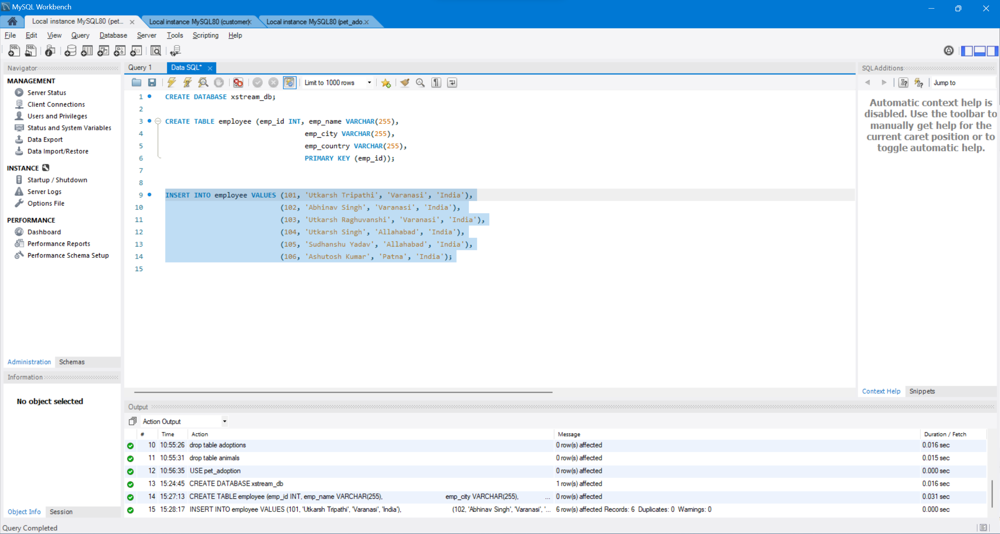 MySQL Workbench
Local instance MySQL80 (pet... Local instance MySQL80 (customer) Local instance MySQL80 (pet_ado...
File Edit View Query Database Server Tools Scripting Help
Navigator
MANAGEMENT
Server Status
Client Connections
Users and Privileges
Status and System Variables
Data Export
Data Import/Restore
INSTANCE
Startup / Shutdown
Server Logs
Options File
PERFORMANCE
Dashboard
Performance Reports
Performance Schema Setup
Administration Schemas
Information
No object selected
Object Info Session
Query 1 Data SQL*
Limit to 1000 rows
1 CREATE DATABASE xstream_db;
2
3 CREATE TABLE employee (emp_id INT, emp_name VARCHAR(255),
4 emp_city VARCHAR(255),
5 emp_country VARCHAR(255),
6 PRIMARY KEY (emp_id));
7
8
9 INSERT INTO employee VALUES (101, 'Utkarsh Tripathi', 'Varanasi', 'India'),
10 (102, 'Abhinav Singh', 'Varanasi', 'India'),
11 (103, 'Utkarsh Raghuvanshi', 'Varanasi', 'India'),
12 (104, 'Utkarsh Singh', 'Allahabad', 'India'),
13 (105, 'Sudhanshu Yadav', 'Allahabad', 'India'),
14 (106, 'Ashutosh Kumar', 'Patna', 'India');
15
SQLAdditions
Jump to
Automatic context help is
disabled. Use the toolbar to
manually get help for the
current caret position or to
toggle automatic help.
Context Help Snippets
Output
Action Output
# Time Action Message Duration / Fetch
10 10:55:26 drop table adoptions 0 row(s) affected 0.016 sec
11 10:55:31 drop table animals 0 row(s) affected 0.015 sec
12 10:56:35 USE pet_adoption 0 row(s) affected 0.000 sec
13 15:24:45 CREATE DATABASE xstream_db 1 row(s) affected 0.016 sec
14 15:27:13 CREATE TABLE employee (emp_id INT, emp_name VARCHAR(255), emp_city VARCHAR(255), ... 0 row(s) affected 0.031 sec
15 15:28:17 INSERT INTO employee VALUES (101, 'Utkarsh Tripathi', 'Varanasi', 'India'), (102, 'Abhinav Singh', 'Varanasi', '... 6 row(s) affected Records: 6 Duplicates: 0 Warnings: 0 0.000 sec
Query Completed